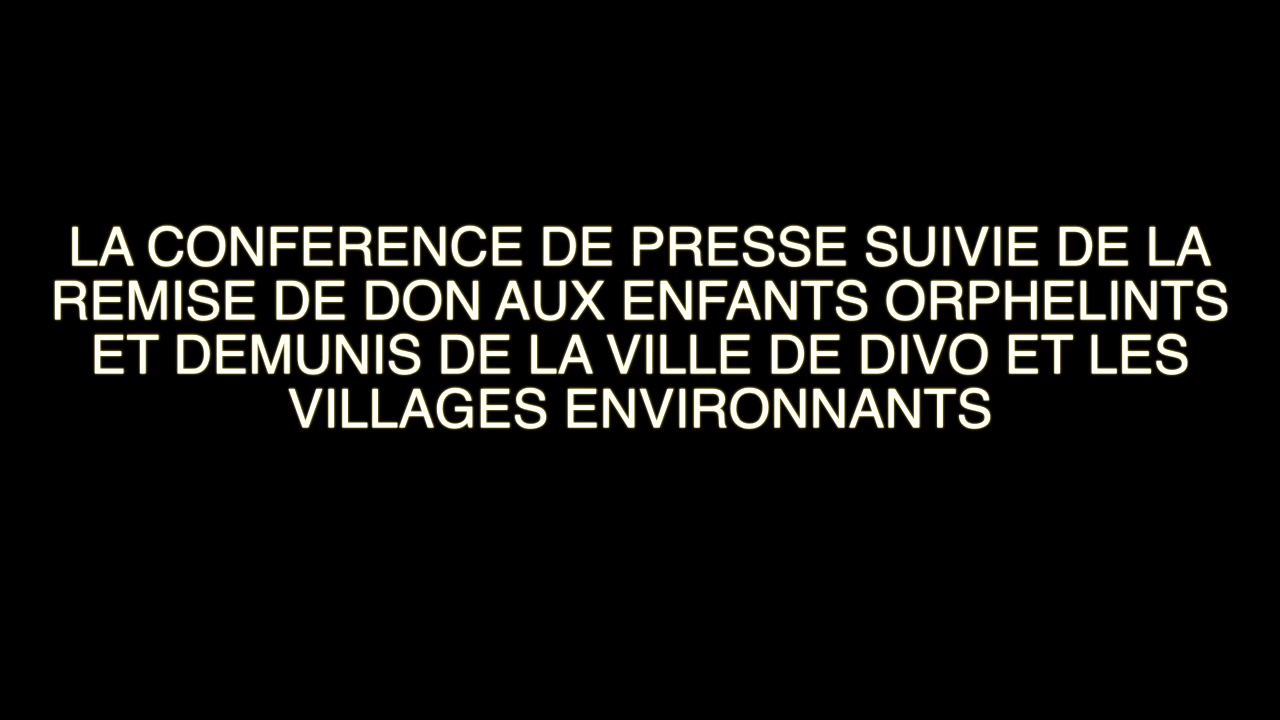 LA CONFERENCE DE PRESSE SUIVIE DE LA
REMISE DE DON AUX ENFANTS ORPHELINTS
ET DEMUNIS DE LA VILLE DE DIVO ET LES
VILLAGES ENVIRONNANTS